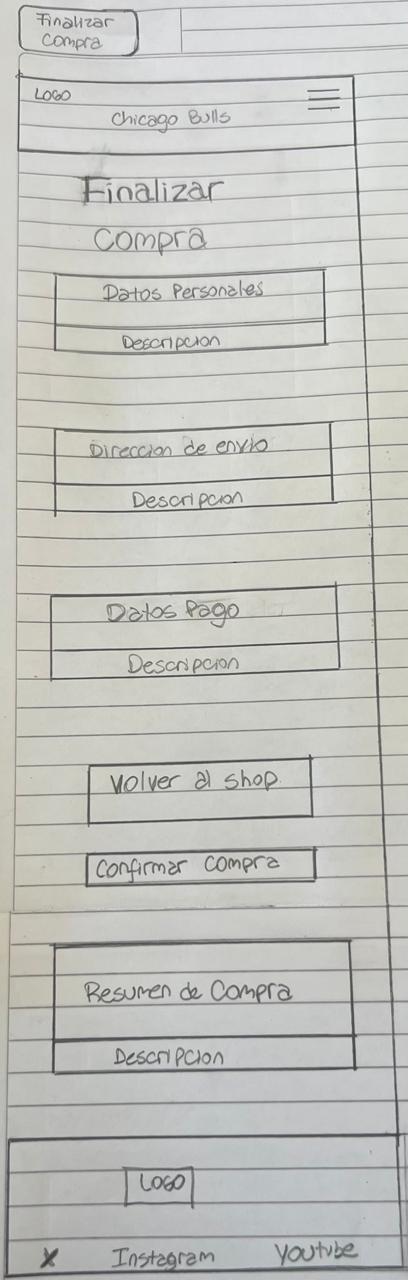 Finalizar
Compra
LOGO
Chicago Bulls
Finalizar
Compra
Datos Personales
Descripcion
Direccion de envio
Descripcion
Datos Pago
Descripcion
Volver al shop
Confirmar Compra
Resumen de Compra
Descripcion
LOGO
X Instagram Youtube